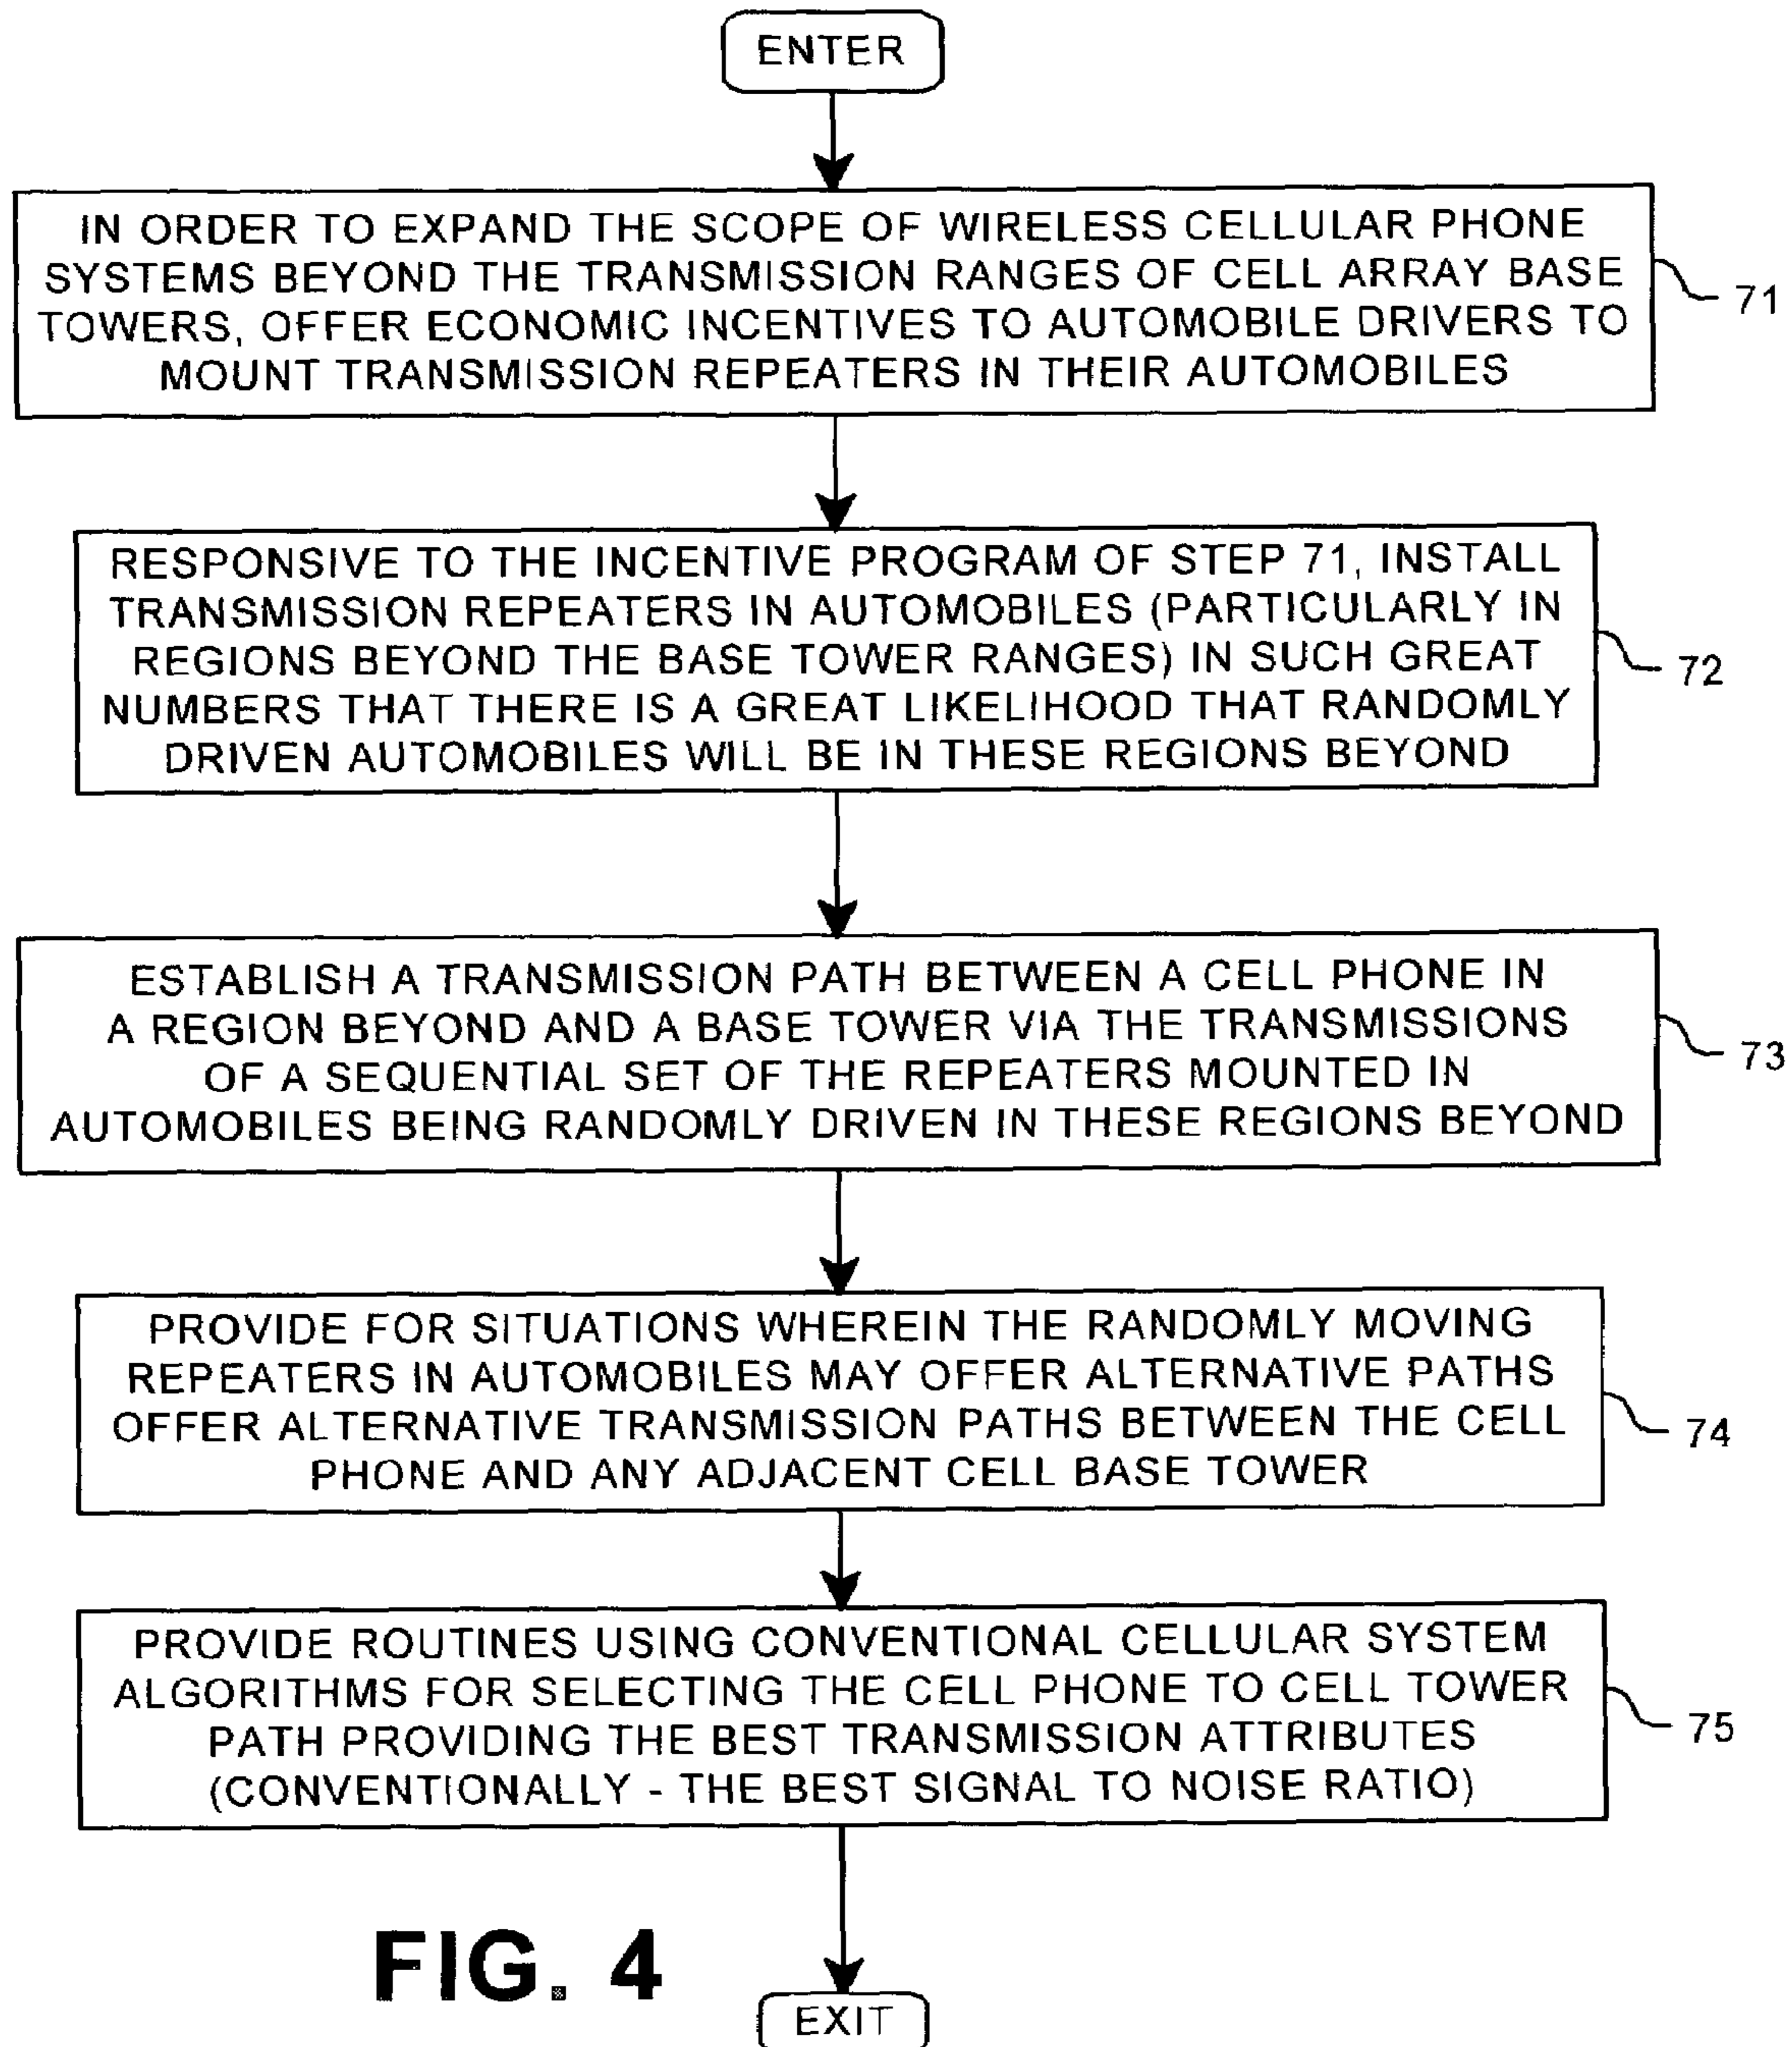 ENTER
IN ORDER TO EXPAND THE SCOPE OF WIRELESS CELLULAR PHONE
SYSTEMS BEYOND THE TRANSMISSION RANGES OF CELL ARRAY BASE
TOWERS, OFFER ECONOMIC INCENTIVES TO AUTOMOBILE DRIVERS TO
MOUNT TRANSMISSION REPEATERS IN THEIR AUTOMOBILES
71
RESPONSIVE TO THE INCENTIVE PROGRAM OF STEP 71, INSTALL
TRANSMISSION REPEATERS IN AUTOMOBILES (PARTICULARLY IN
REGIONS BEYOND THE BASE TOWER RANGES) IN SUCH GREAT
NUMBERS THAT THERE IS A GREAT LIKELIHOOD THAT RANDOMLY
DRIVEN AUTOMOBILES WILL BE IN THESE REGIONS BEYOND
72
ESTABLISH A TRANSMISSION PATH BETWEEN A CELL PHONE IN
A REGION BEYOND AND A BASE TOWER VIA THE TRANSMISSIONS
OF A SEQUENTIAL SET OF THE REPEATERS MOUNTED IN
AUTOMOBILES BEING RANDOMLY DRIVEN IN THESE REGIONS BEYOND
73
PROVIDE FOR SITUATIONS WHEREIN THE RANDOMLY MOVING
REPEATERS IN AUTOMOBILES MAY OFFER ALTERNATIVE PATHS
OFFER ALTERNATIVE TRANSMISSION PATHS BETWEEN THE CELL
PHONE AND ANY ADJACENT CELL BASE TOWER
74
PROVIDE ROUTINES USING CONVENTIONAL CELLULAR SYSTEM
ALGORITHMS FOR SELECTING THE CELL PHONE TO CELL TOWER
PATH PROVIDING THE BEST TRANSMISSION ATTRIBUTES
(CONVENTIONALLY - THE BEST SIGNAL TO NOISE RATIO)
75
FIG. 4
EXIT